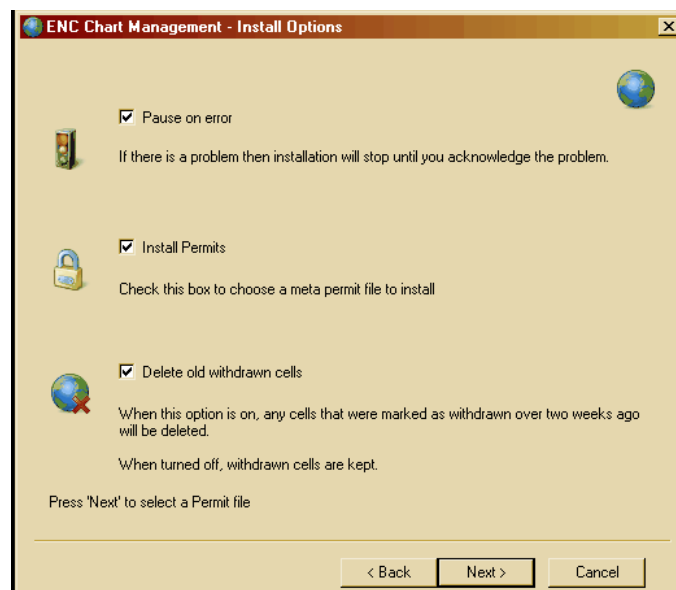 ENC Chart Management - Install Options
Pause on error
If there is a problem then installation will stop until you acknowledge the problem.
Install Permits
Check this box to choose a meta permit file to install
Delete old withdrawn cells
When this option is on, any cells that were marked as withdrawn over two weeks ago
will be deleted.
When turned off, withdrawn cells are kept.
Press 'Next' to select a Permit file
< Back
Next >
Cancel